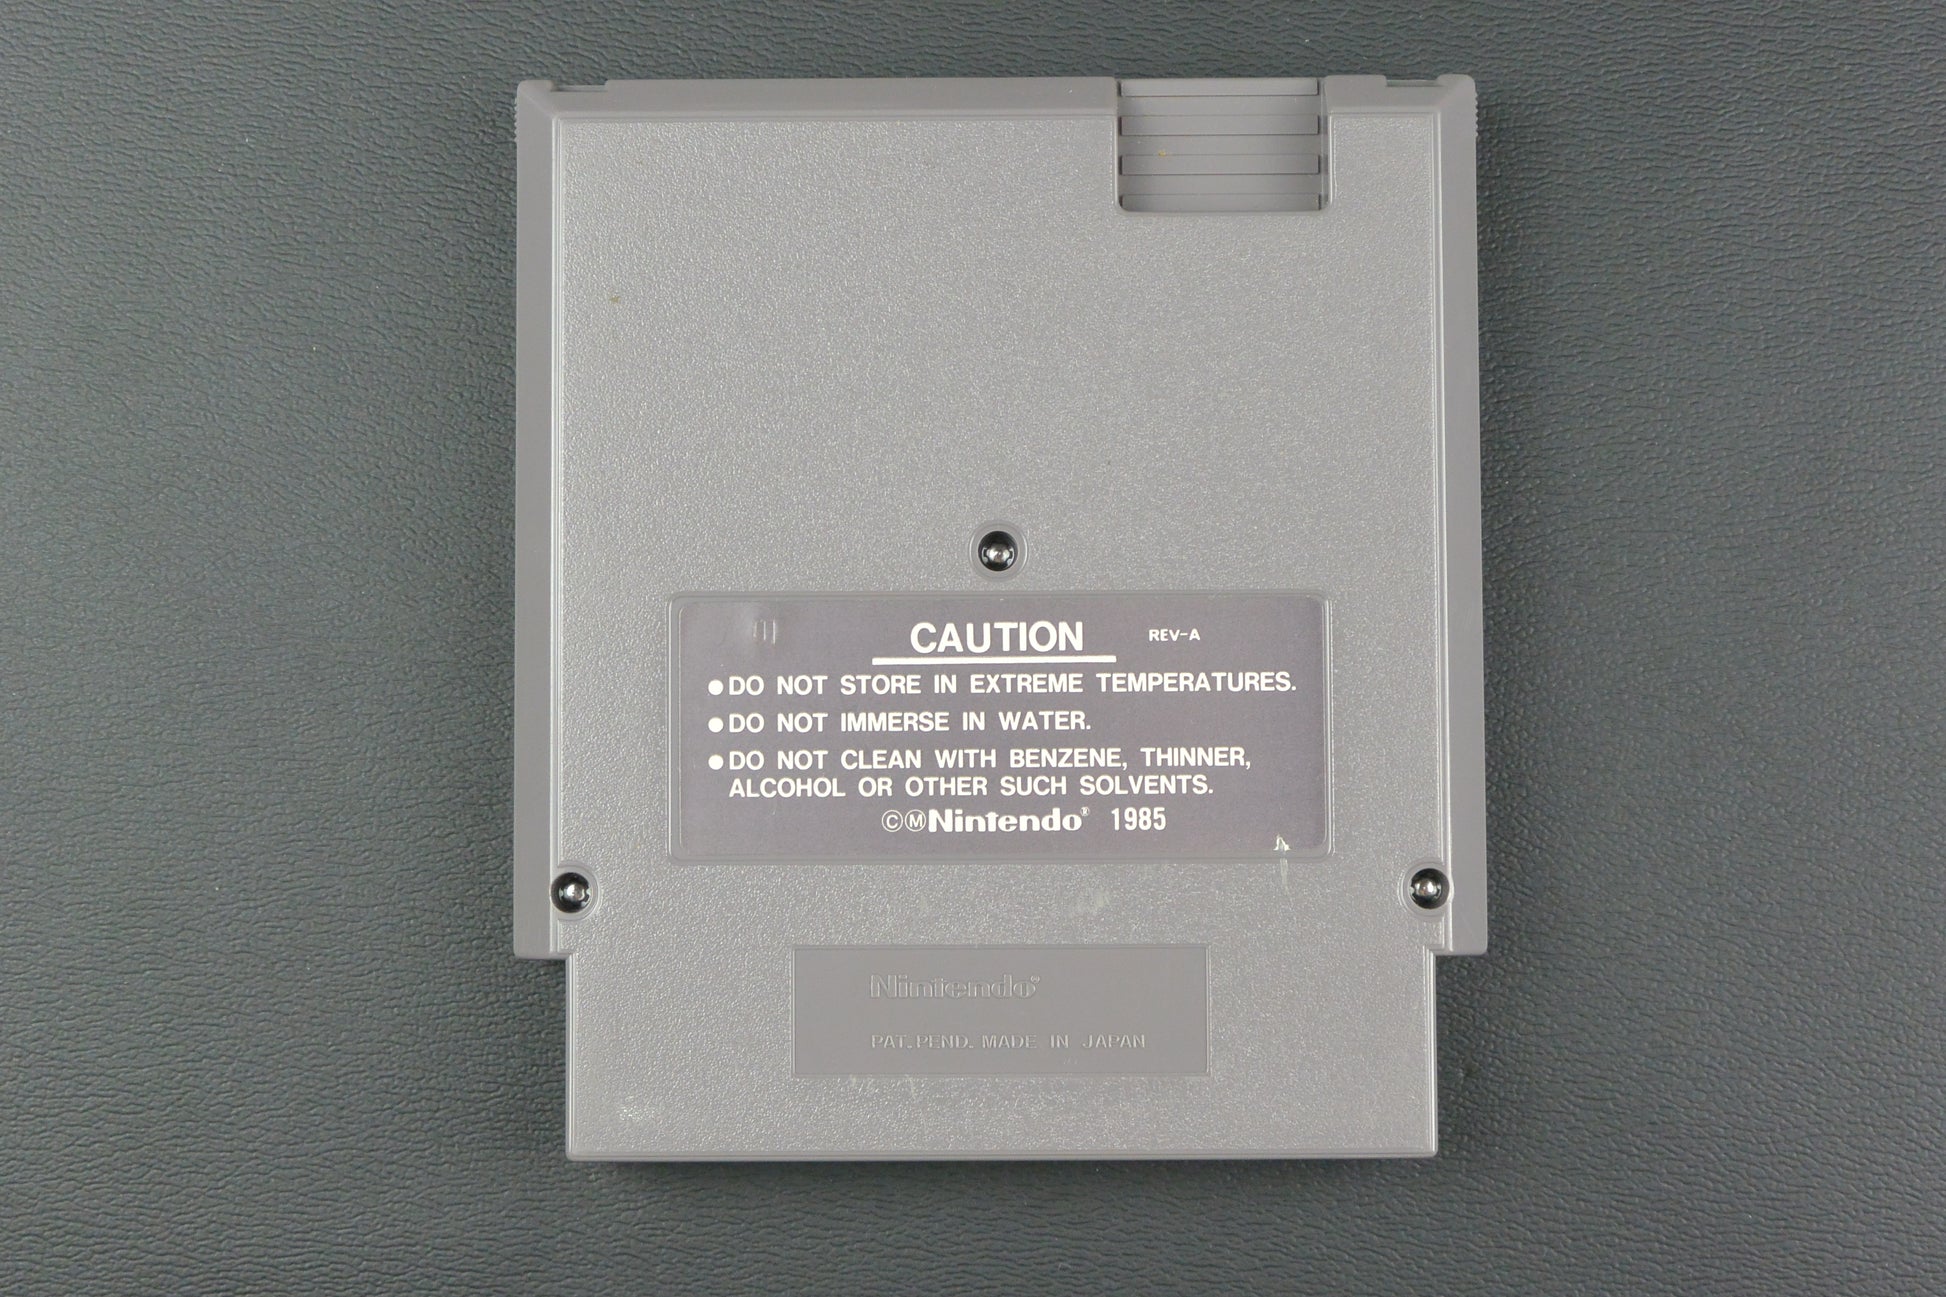 CAUTION REV-A
●DO NOT STORE IN EXTREME TEMPERATURES.
●DO NOT IMMERSE IN WATER.
●DO NOT CLEAN WITH BENZENE, THINNER,
ALCOHOL OR OTHER SUCH SOLVENTS.
©ⓂNintendo® 1985
Nintendo®
PAT. PEND. MADE IN JAPAN